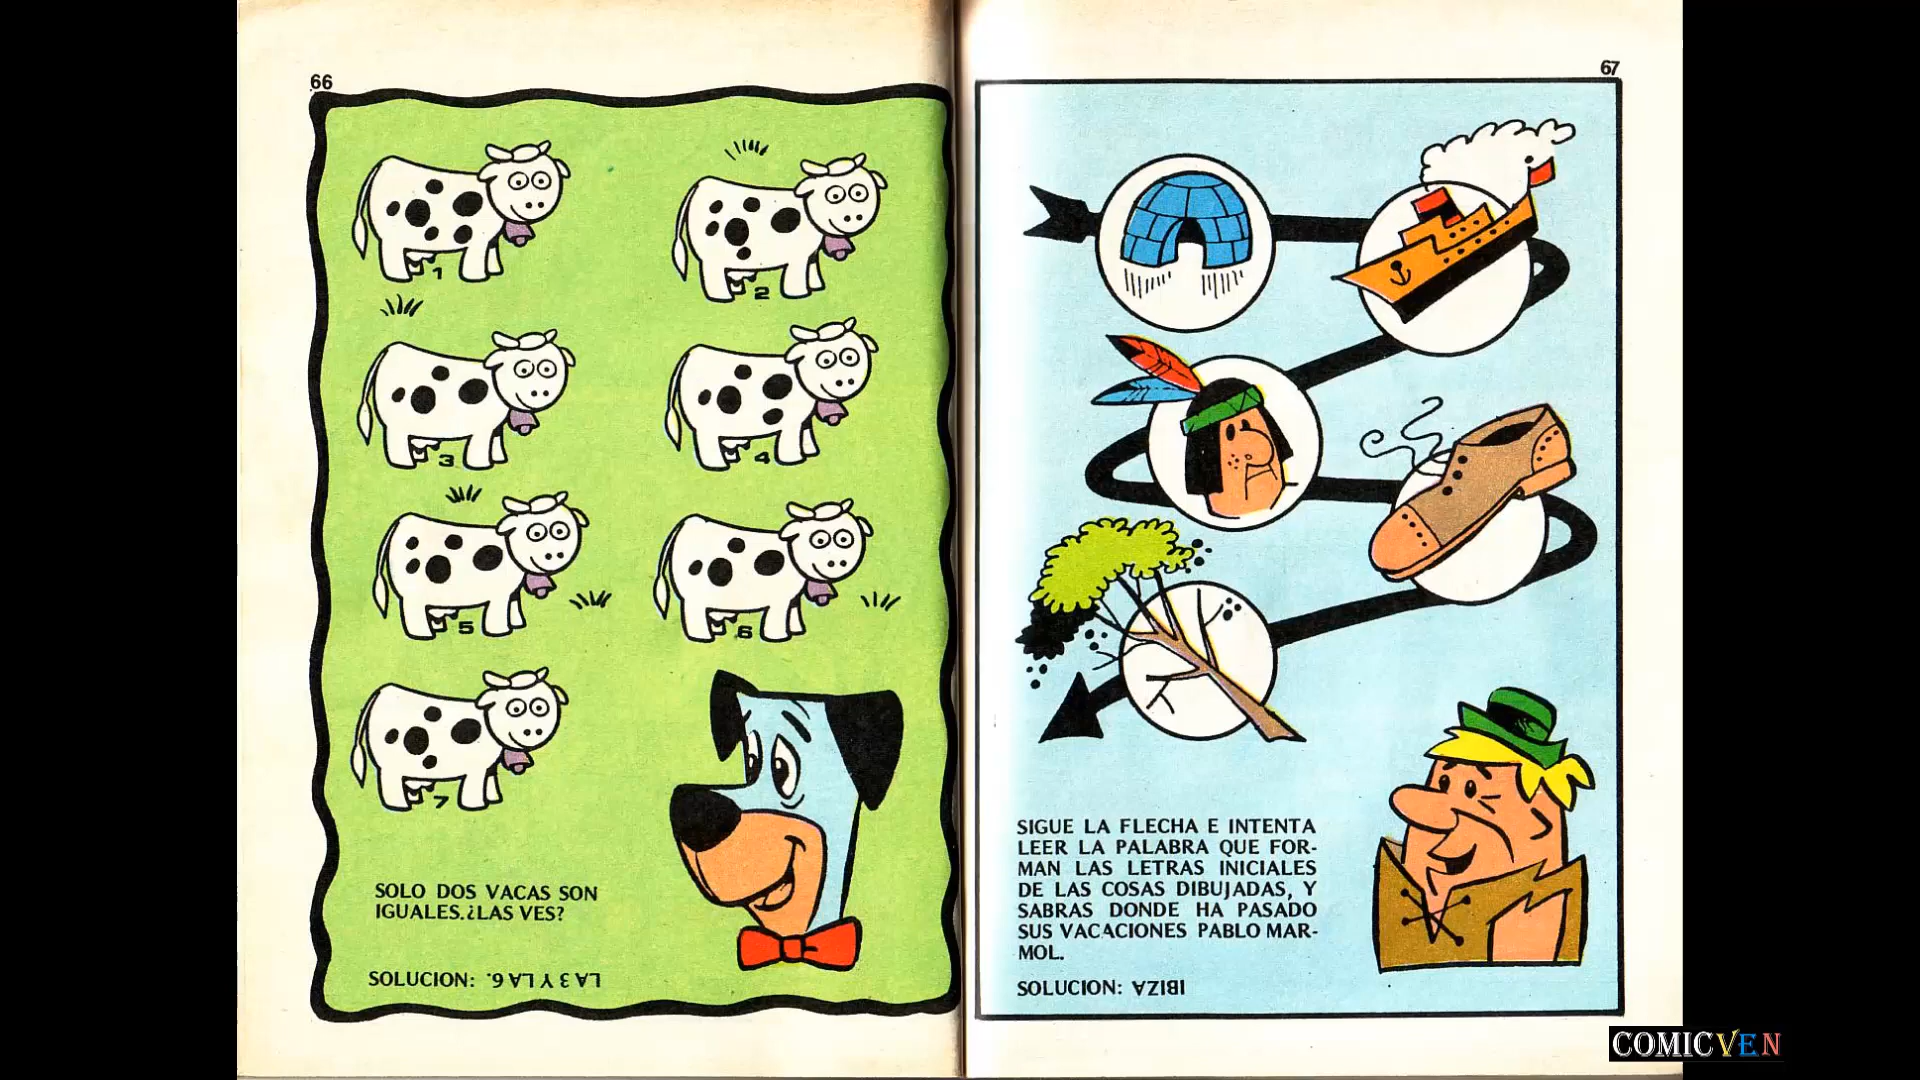 66
1
2
3
4
5
6
7
SOLO DOS VACAS SON
IGUALES.¿LAS VES?
SOLUCION: LA 3 Y LA 6.
67
SIGUE LA FLECHA E INTENTA
LEER LA PALABRA QUE FOR-
MAN LAS LETRAS INICIALES
DE LAS COSAS DIBUJADAS, Y
SABRAS DONDE HA PASADO
SUS VACACIONES PABLO MAR-
MOL.
SOLUCION: IBIZA
COMICVEN